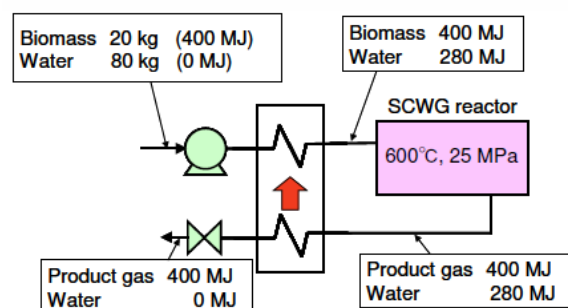 Biomass 20 kg (400 MJ)
Water 80 kg (0 MJ)
Biomass 400 MJ
Water 280 MJ
SCWG reactor
600℃, 25 MPa
Product gas 400 MJ
Water 0 MJ
Product gas 400 MJ
Water 280 MJ